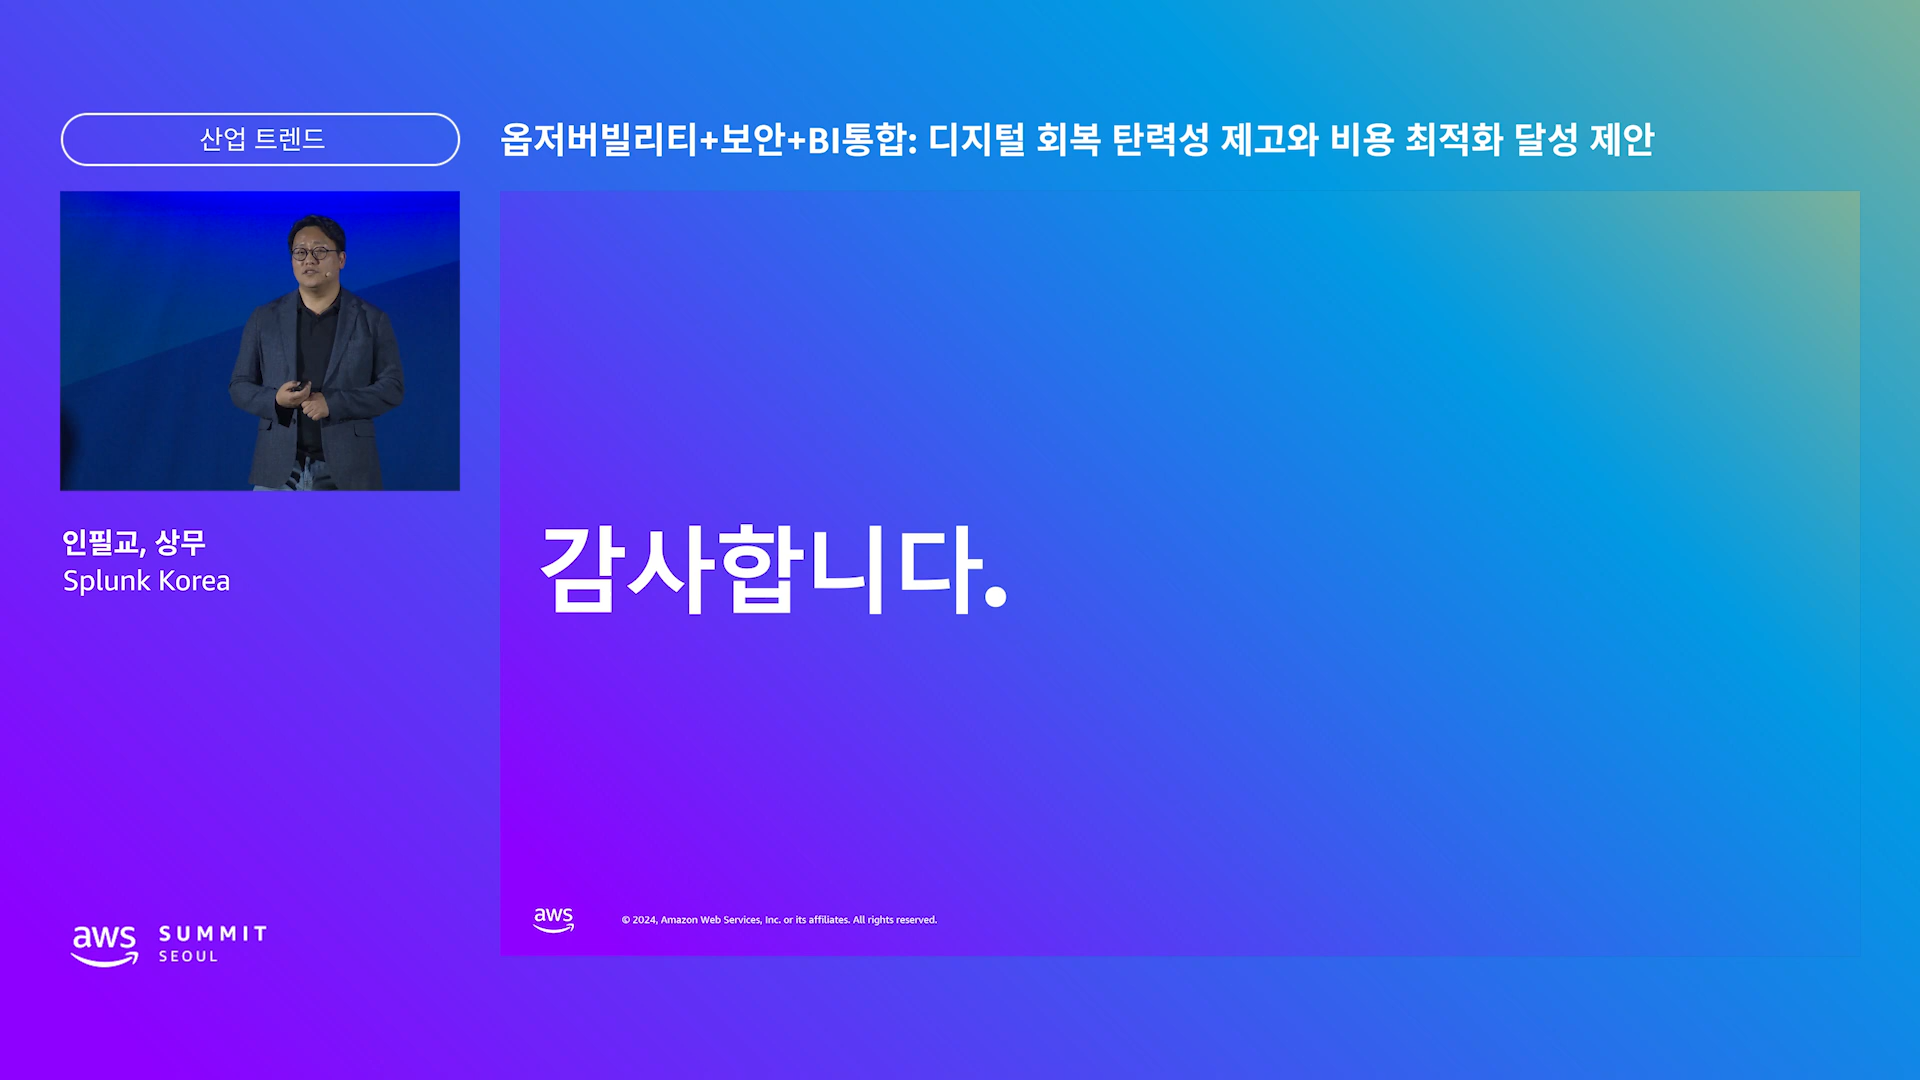 산업 트렌드
옵저버빌리티+보안+BI통합: 디지털 회복 탄력성 제고와 비용 최적화 달성 제안
인필교, 상무
Splunk Korea
감사합니다.
aws
© 2024, Amazon Web Services, Inc. or its affiliates. All rights reserved.
aws
SUMMIT
SEOUL